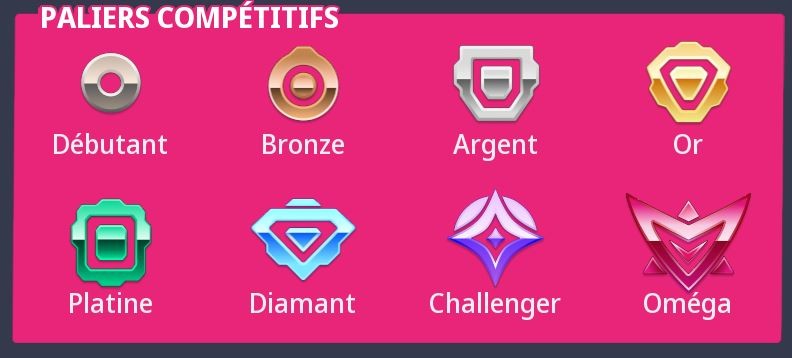 PALIERS COMPÉTITIFS
Débutant Bronze Argent Or
Platine Diamant Challenger Oméga